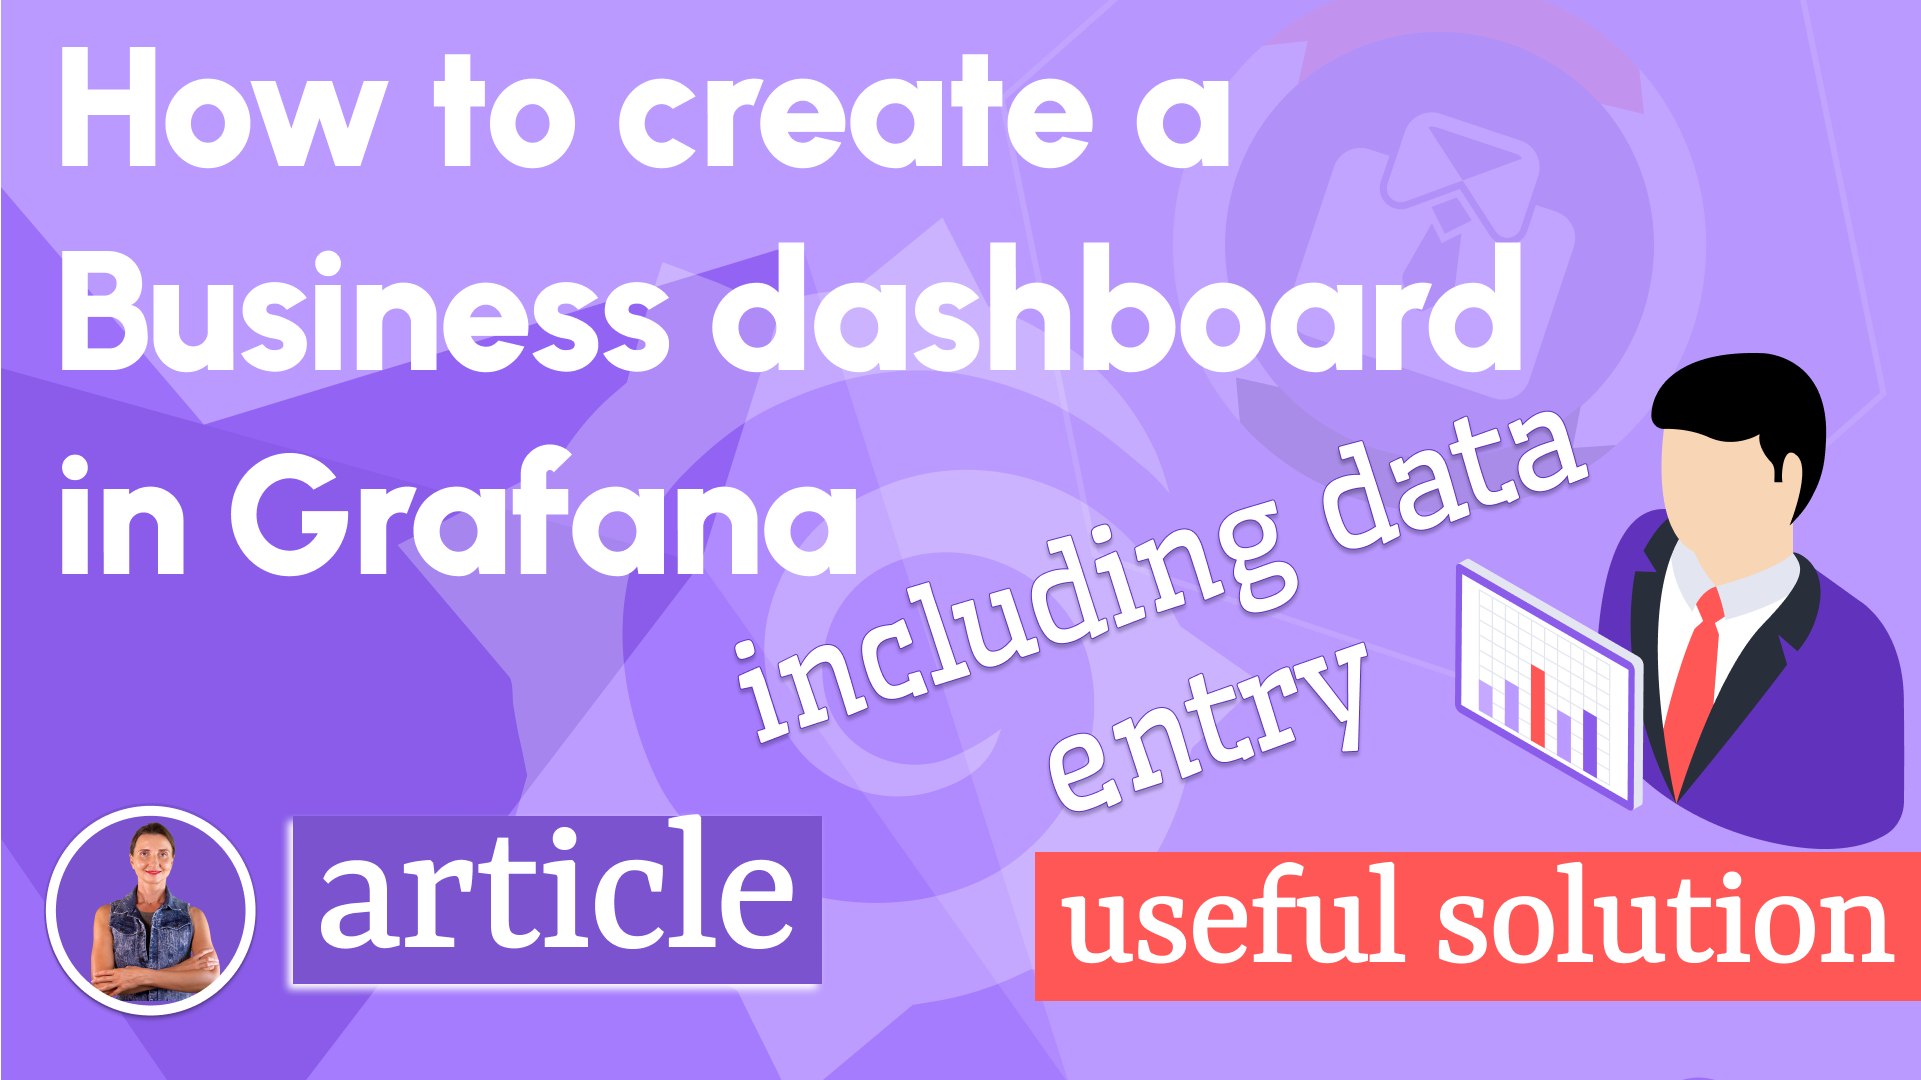 How to create a
Business dashboard
in Grafana
including data
entry
article
useful solution